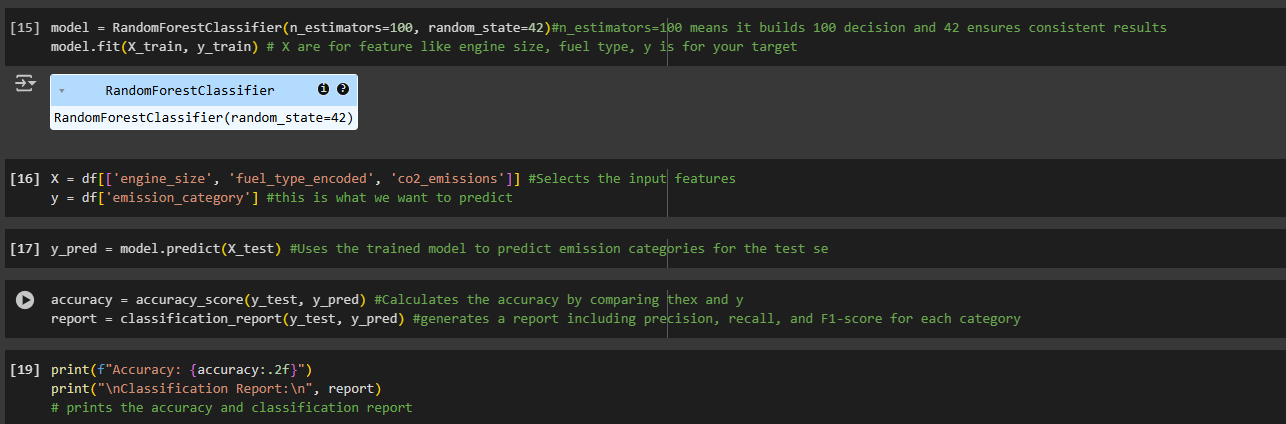 [15] model = RandomForestClassifier(n_estimators=100, random_state=42)#n_estimators=100 means it builds 100 decision and 42 ensures consistent results
model.fit(X_train, y_train) # X are for feature like engine size, fuel type, y is for your target
RandomForestClassifier i ?
RandomForestClassifier(random_state=42)
[16] X = df[['engine_size', 'fuel_type_encoded', 'co2_emissions']] #Selects the input features
y = df['emission_category'] #this is what we want to predict
[17] y_pred = model.predict(X_test) #Uses the trained model to predict emission categories for the test se
accuracy = accuracy_score(y_test, y_pred) #Calculates the accuracy by comparing thex and y
report = classification_report(y_test, y_pred) #generates a report including precision, recall, and F1-score for each category
[19] print(f"Accuracy: {accuracy:.2f}")
print("\nClassification Report:\n", report)
# prints the accuracy and classification report